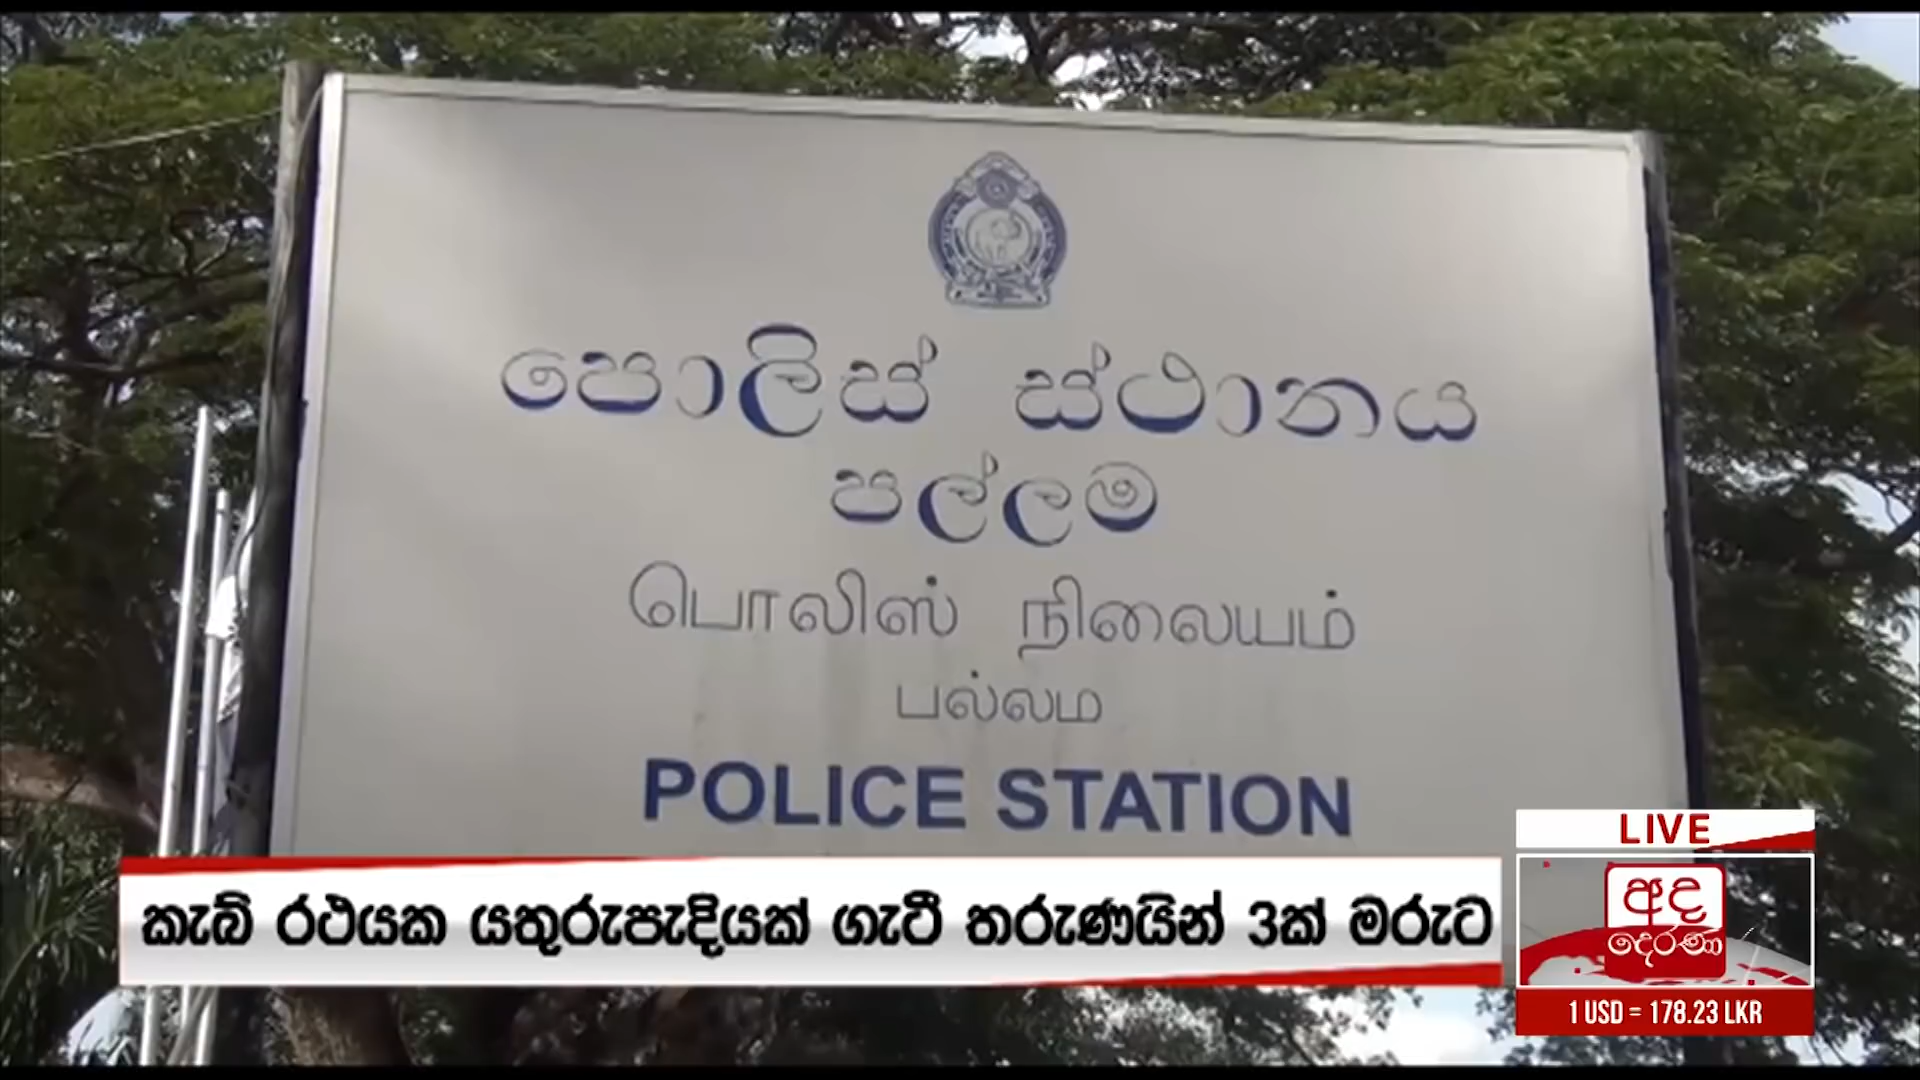 පොලිස් ස්ථානය
පල්ලම
பொலிஸ் நிலையம்
பல்லம
POLICE STATION
කැබ් රථයක යතුරුපැදියක් ගැටී තරුණයින් 3ක් මරුට
LIVE
අද
දෙරණ
1 USD = 178.23 LKR